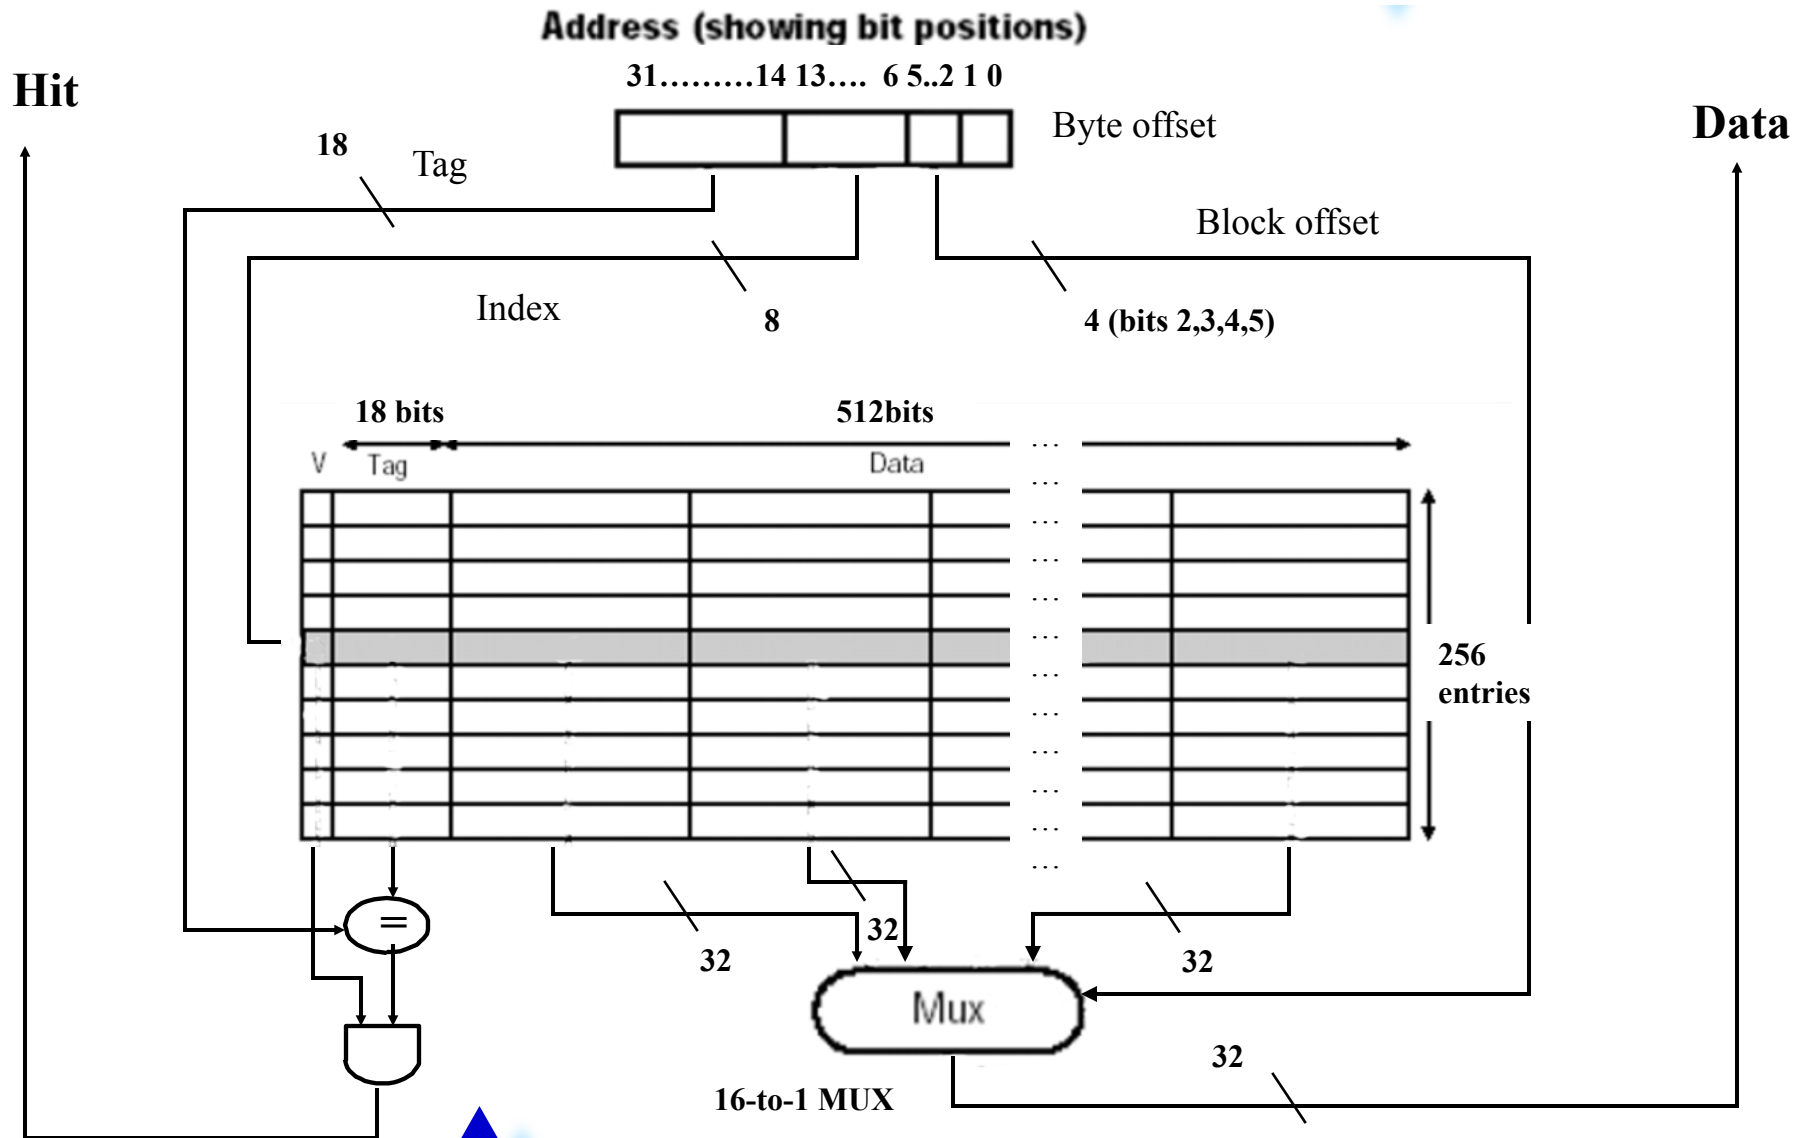 Address (showing bit positions)
31.........14 13.... 6 5..2 1 0
Hit
Byte offset
Data
18
Tag
Block offset
Index
8
4 (bits 2,3,4,5)
18 bits
512bits
...
V
Tag
Data
...
...
...
...
...
256
entries
...
...
...
...
...
...
=
32
32
32
Mux
32
16-to-1 MUX